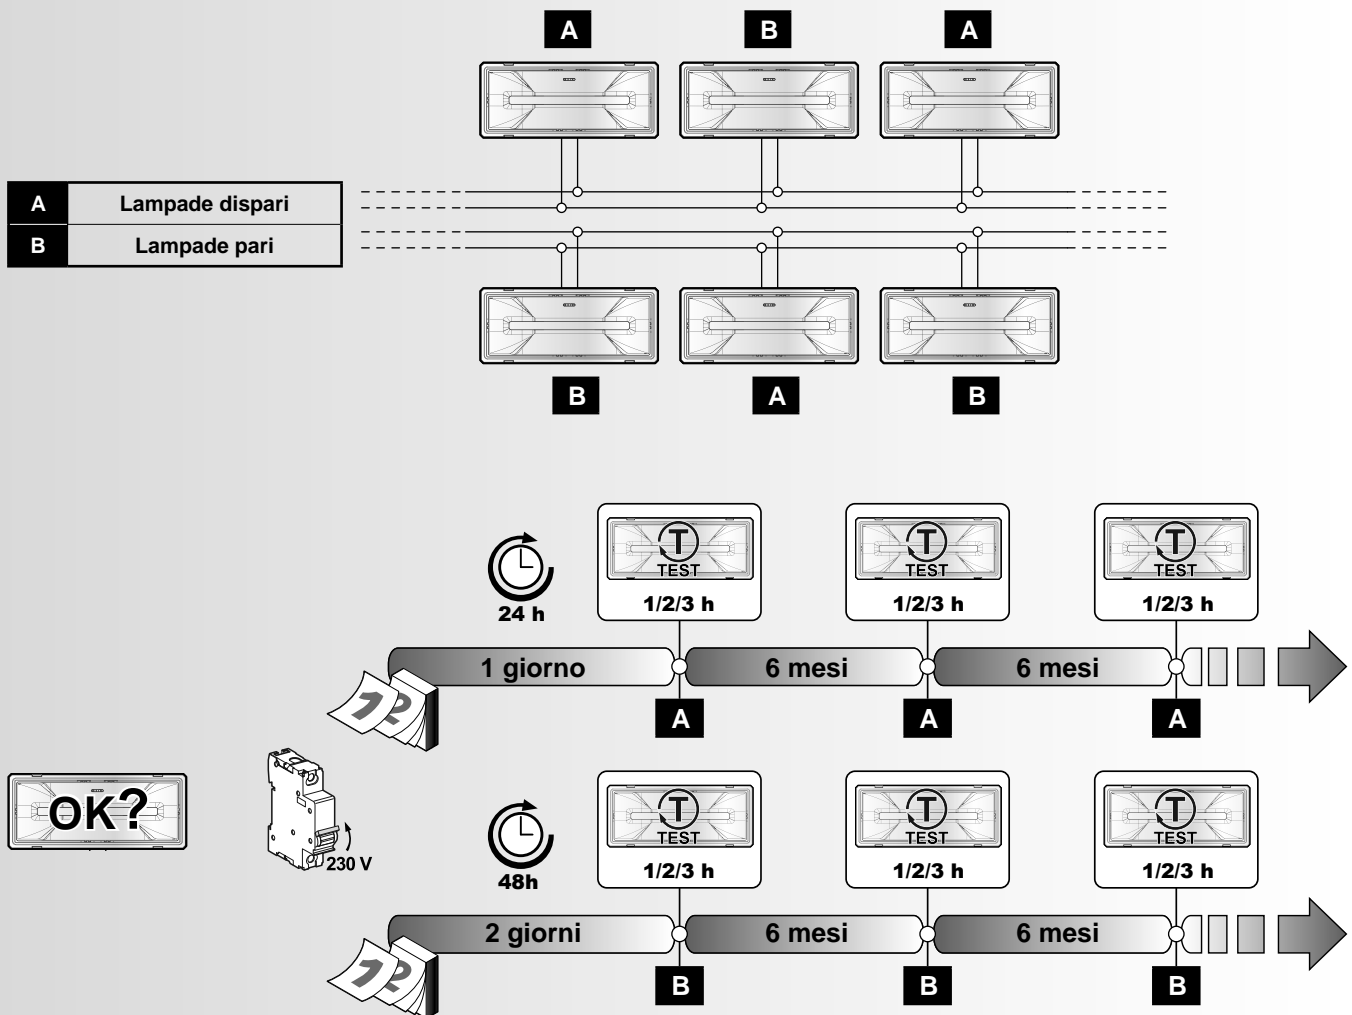 A B A
A Lampade dispari
B Lampade pari
B A B
24 h
T TEST 1/2/3 h
T TEST 1/2/3 h
T TEST 1/2/3 h
1 giorno 6 mesi 6 mesi
12
A A A
OK?
230 V
48h
T TEST 1/2/3 h
T TEST 1/2/3 h
T TEST 1/2/3 h
2 giorni 6 mesi 6 mesi
12
B B B